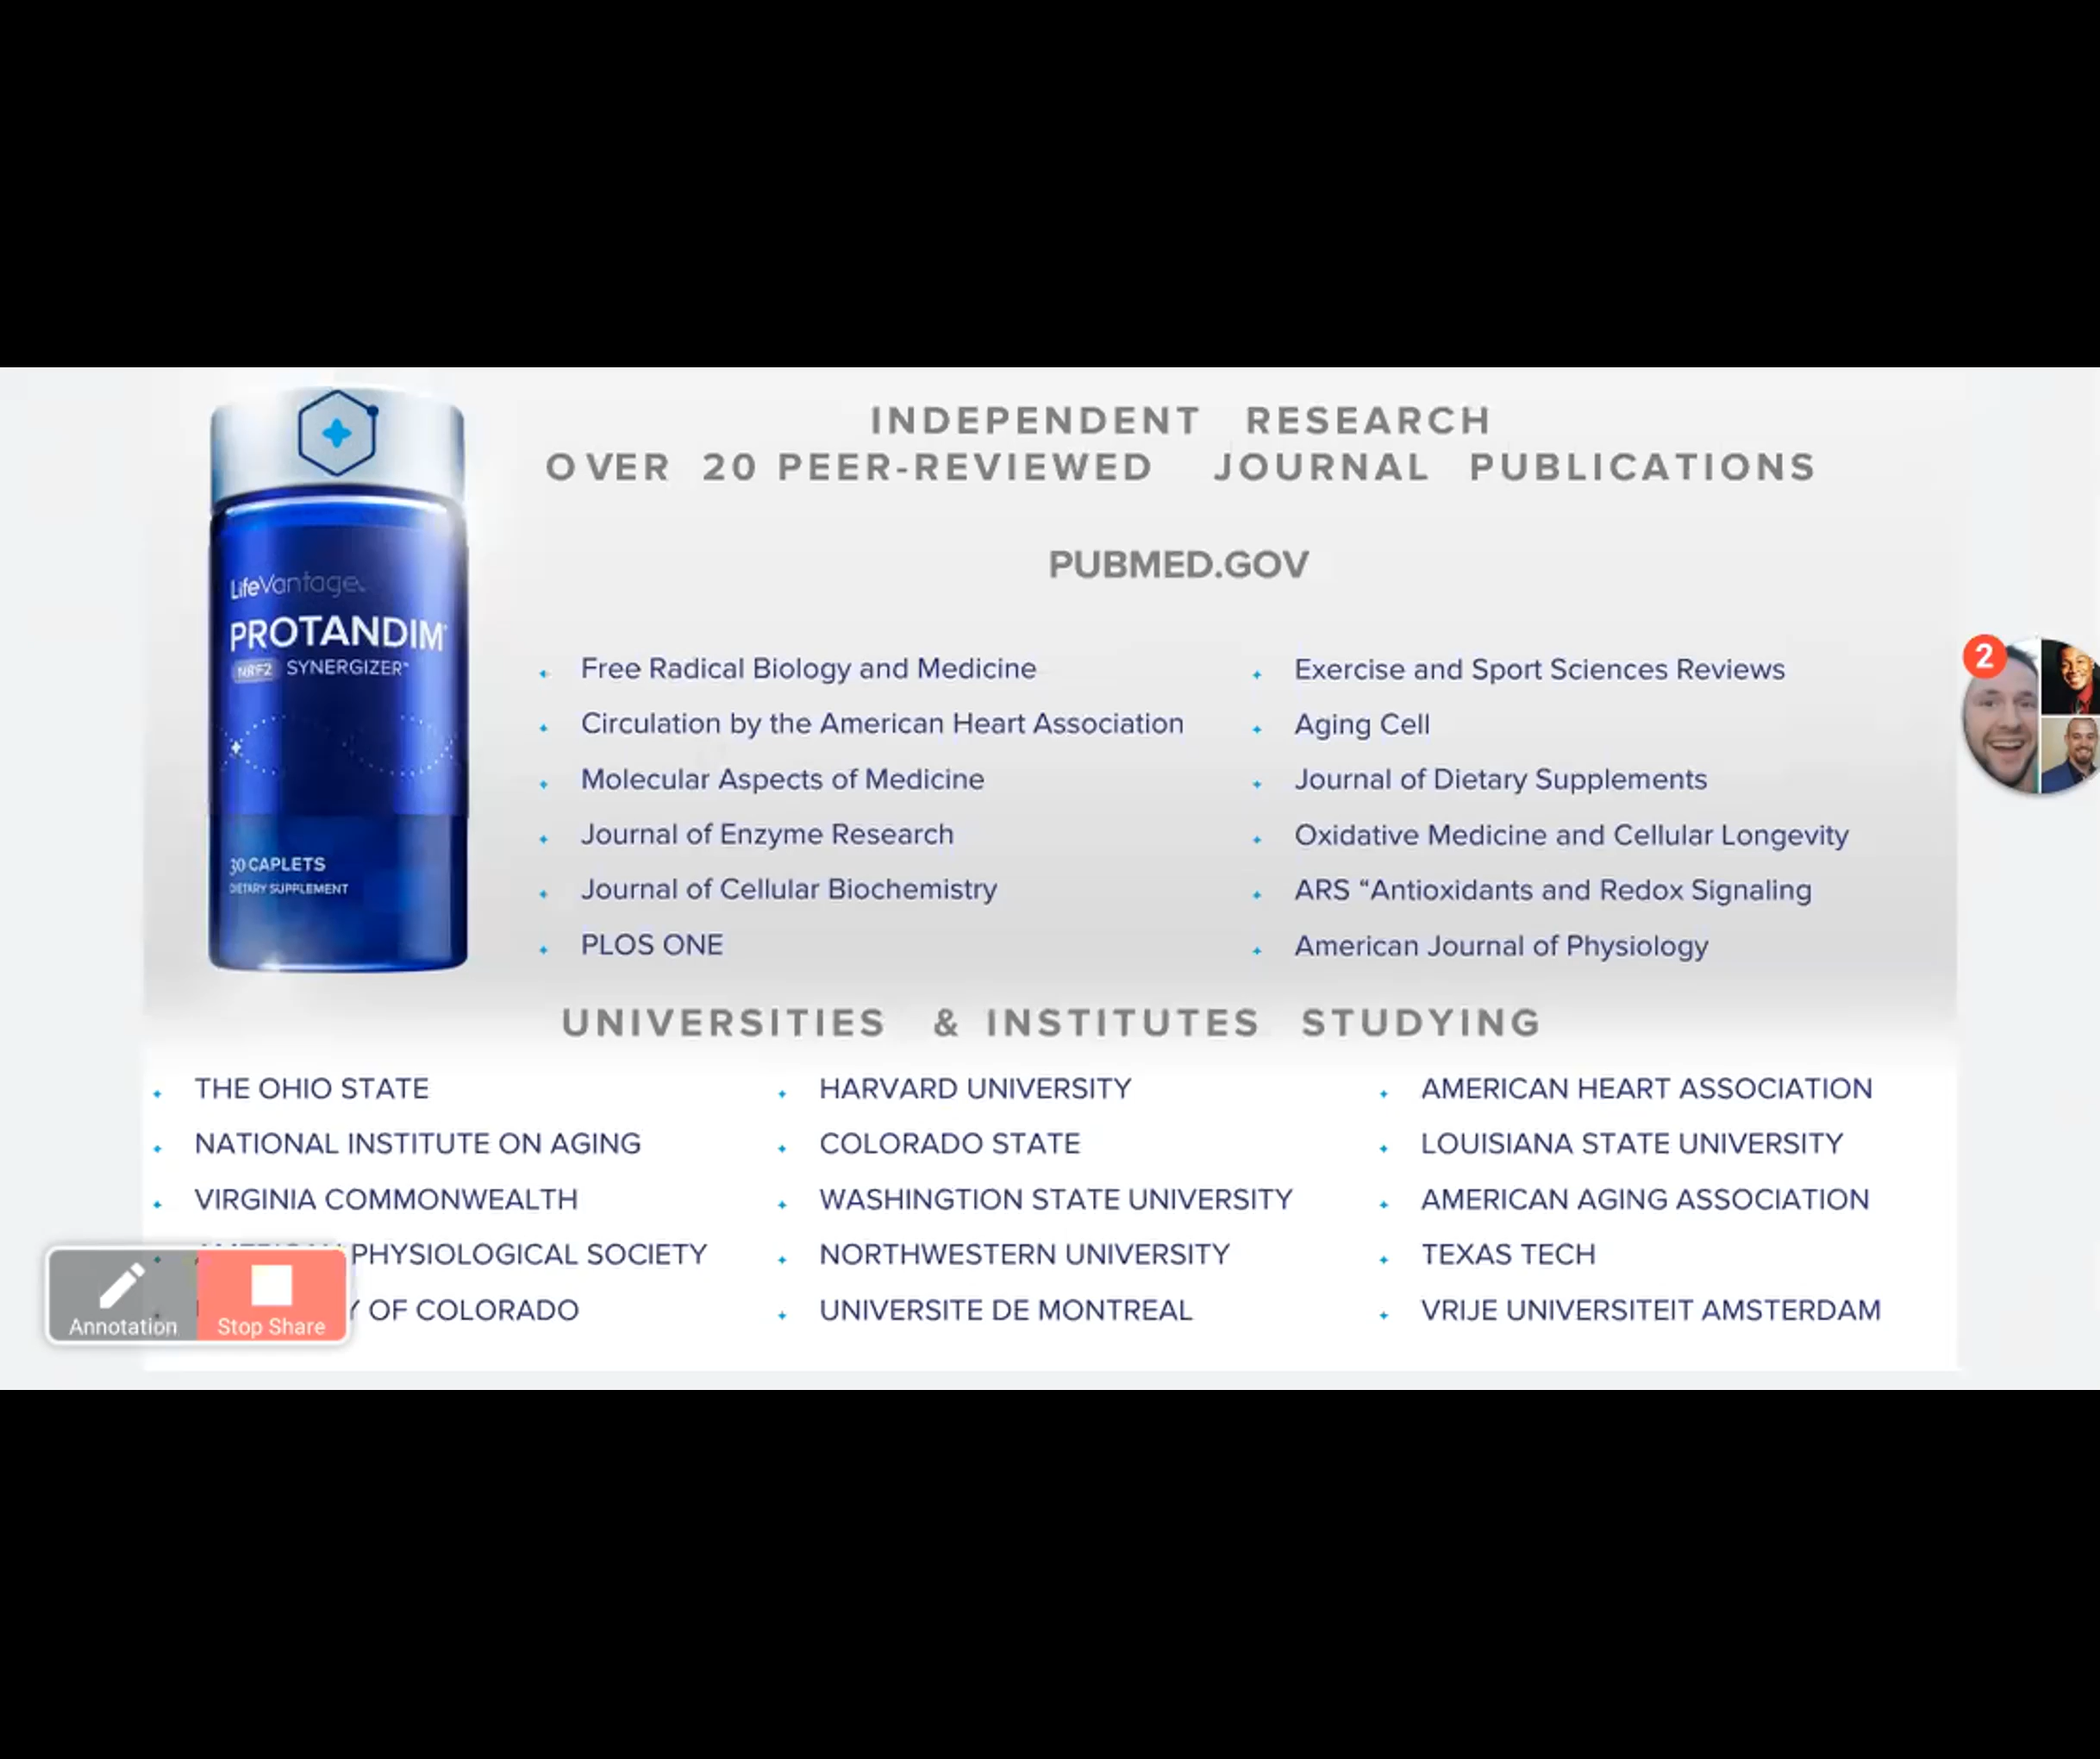 INDEPENDENT RESEARCH
OVER 20 PEER-REVIEWED JOURNAL PUBLICATIONS
PUBMED.GOV
LifeVantage
PROTANDIM
NRF2 SYNERGIZER™
30 CAPLETS
DIETARY SUPPLEMENT
Free Radical Biology and Medicine
Circulation by the American Heart Association
Molecular Aspects of Medicine
Journal of Enzyme Research
Journal of Cellular Biochemistry
PLOS ONE
Exercise and Sport Sciences Reviews
Aging Cell
Journal of Dietary Supplements
Oxidative Medicine and Cellular Longevity
ARS “Antioxidants and Redox Signaling
American Journal of Physiology
2
UNIVERSITIES & INSTITUTES STUDYING
THE OHIO STATE
NATIONAL INSTITUTE ON AGING
VIRGINIA COMMONWEALTH
PHYSIOLOGICAL SOCIETY
OF COLORADO
HARVARD UNIVERSITY
COLORADO STATE
WASHINGTION STATE UNIVERSITY
NORTHWESTERN UNIVERSITY
UNIVERSITE DE MONTREAL
AMERICAN HEART ASSOCIATION
LOUISIANA STATE UNIVERSITY
AMERICAN AGING ASSOCIATION
TEXAS TECH
VRIJE UNIVERSITEIT AMSTERDAM
Annotation
Stop Share